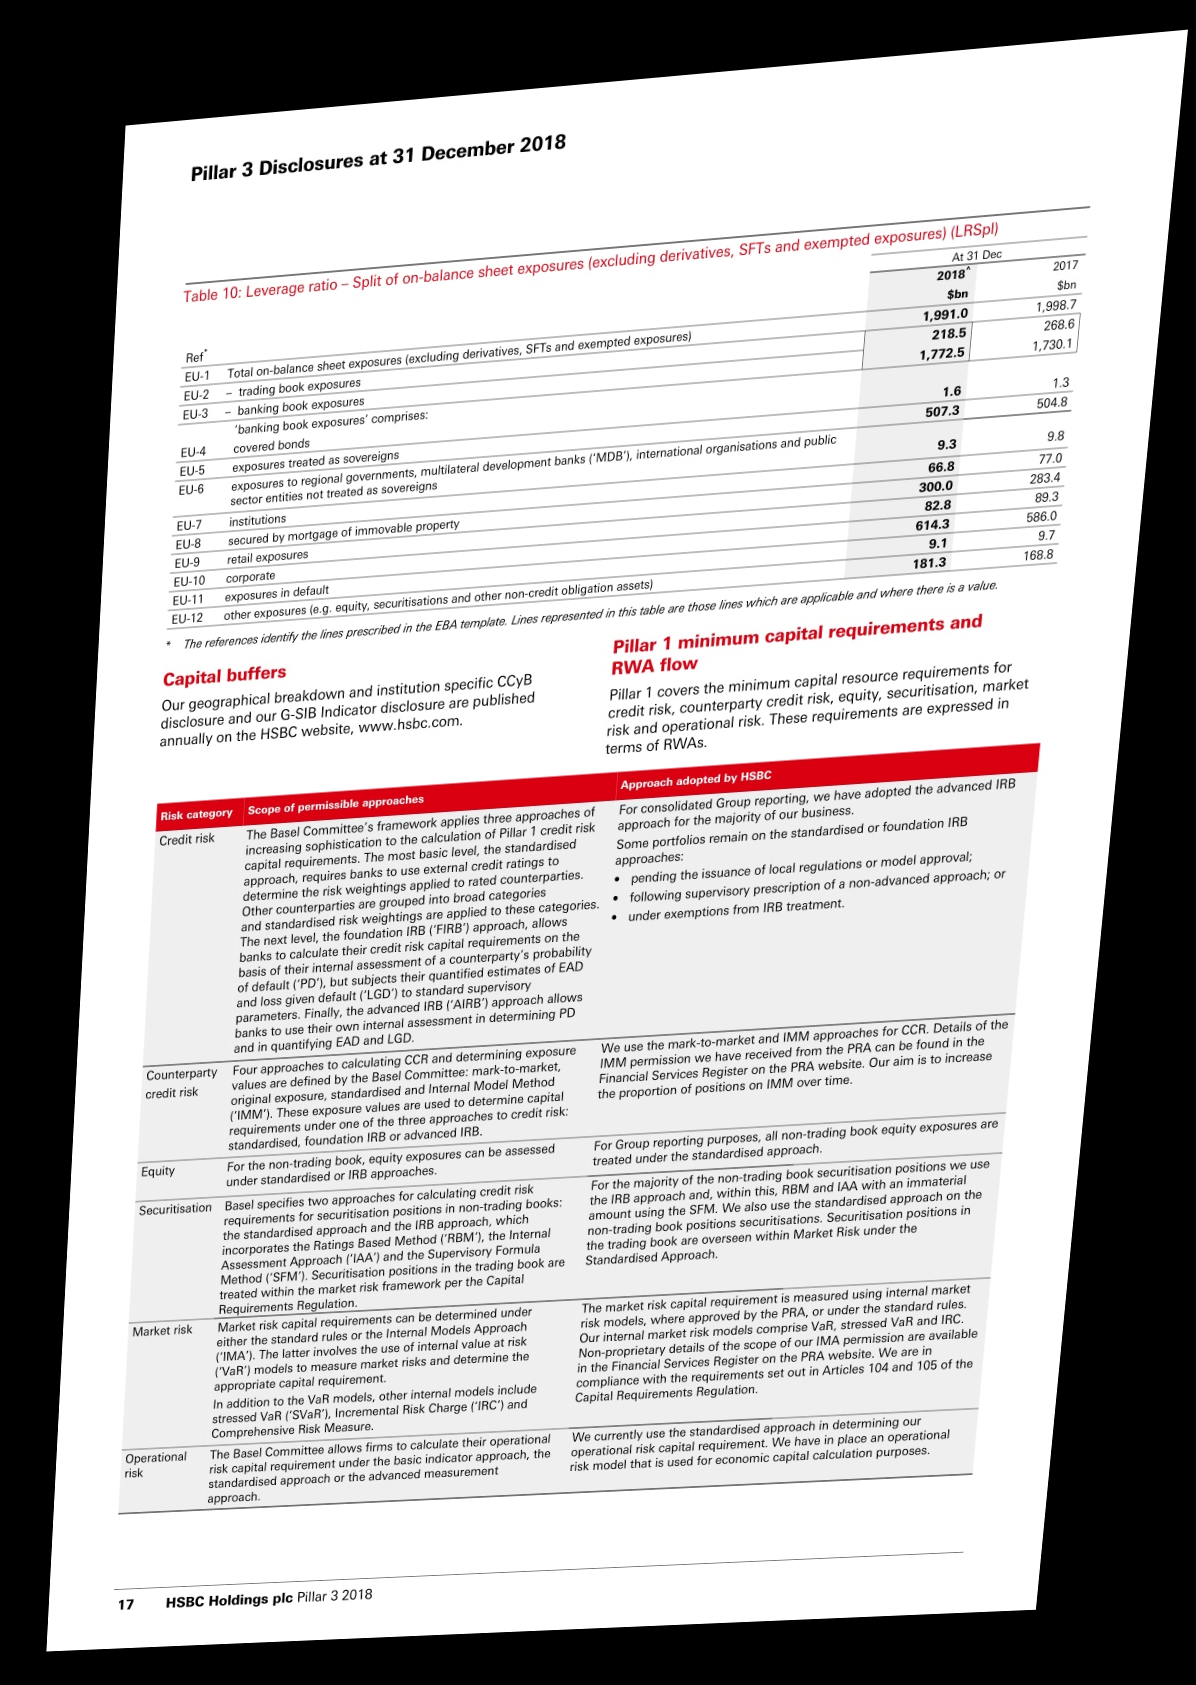 Pillar 3 Disclosures at 31 December 2018
Table 10: Leverage ratio – Split of on-balance sheet exposures (excluding derivatives, SFTs and exempted exposures) (LRSpl)
At 31 Dec
2018^ 2017
Ref* $bn $bn
EU-1 Total on-balance sheet exposures (excluding derivatives, SFTs and exempted exposures) 1,991.0 1,998.7
EU-2 – trading book exposures 218.5 268.6
EU-3 – banking book exposures 1,772.5 1,730.1
‘banking book exposures’ comprises:
EU-4 covered bonds 1.6 1.3
EU-5 exposures treated as sovereigns 507.3 504.8
EU-6 exposures to regional governments, multilateral development banks (‘MDB’), international organisations and public
sector entities not treated as sovereigns 9.3 9.8
EU-7 institutions 66.8 77.0
EU-8 secured by mortgage of immovable property 300.0 283.4
EU-9 retail exposures 82.8 89.3
EU-10 corporate 614.3 586.0
EU-11 exposures in default 9.1 9.7
EU-12 other exposures (e.g. equity, securitisations and other non-credit obligation assets) 181.3 168.8
* The references identify the lines prescribed in the EBA template. Lines represented in this table are those lines which are applicable and where there is a value.
Capital buffers
Our geographical breakdown and institution specific CCyB
disclosure and our G-SIB Indicator disclosure are published
annually on the HSBC website, www.hsbc.com.
Pillar 1 minimum capital requirements and
RWA flow
Pillar 1 covers the minimum capital resource requirements for
credit risk, counterparty credit risk, equity, securitisation, market
risk and operational risk. These requirements are expressed in
terms of RWAs.
Risk category Scope of permissible approaches Approach adopted by HSBC
Credit risk
The Basel Committee’s framework applies three approaches of
increasing sophistication to the calculation of Pillar 1 credit risk
capital requirements. The most basic level, the standardised
approach, requires banks to use external credit ratings to
determine the risk weightings applied to rated counterparties.
Other counterparties are grouped into broad categories
and standardised risk weightings are applied to these categories.
The next level, the foundation IRB (‘FIRB’) approach, allows
banks to calculate their credit risk capital requirements on the
basis of their internal assessment of a counterparty’s probability
of default (‘PD’), but subjects their quantified estimates of EAD
and loss given default (‘LGD’) to standard supervisory
parameters. Finally, the advanced IRB (‘AIRB’) approach allows
banks to use their own internal assessment in determining PD
and in quantifying EAD and LGD.
For consolidated Group reporting, we have adopted the advanced IRB
approach for the majority of our business.
Some portfolios remain on the standardised or foundation IRB
approaches:
• pending the issuance of local regulations or model approval;
• following supervisory prescription of a non-advanced approach; or
• under exemptions from IRB treatment.
Counterparty
credit risk
Four approaches to calculating CCR and determining exposure
values are defined by the Basel Committee: mark-to-market,
original exposure, standardised and Internal Model Method
(‘IMM’). These exposure values are used to determine capital
requirements under one of the three approaches to credit risk:
standardised, foundation IRB or advanced IRB.
We use the mark-to-market and IMM approaches for CCR. Details of the
IMM permission we have received from the PRA can be found in the
Financial Services Register on the PRA website. Our aim is to increase
the proportion of positions on IMM over time.
Equity
For the non-trading book, equity exposures can be assessed
under standardised or IRB approaches.
For Group reporting purposes, all non-trading book equity exposures are
treated under the standardised approach.
Securitisation
Basel specifies two approaches for calculating credit risk
requirements for securitisation positions in non-trading books:
the standardised approach and the IRB approach, which
incorporates the Ratings Based Method (‘RBM’), the Internal
Assessment Approach (‘IAA’) and the Supervisory Formula
Method (‘SFM’). Securitisation positions in the trading book are
treated within the market risk framework per the Capital
Requirements Regulation.
For the majority of the non-trading book securitisation positions we use
the IRB approach and, within this, RBM and IAA with an immaterial
amount using the SFM. We also use the standardised approach on the
non-trading book positions securitisations. Securitisation positions in
the trading book are overseen within Market Risk under the
Standardised Approach.
Market risk
Market risk capital requirements can be determined under
either the standard rules or the Internal Models Approach
(‘IMA’). The latter involves the use of internal value at risk
(‘VaR’) models to measure market risks and determine the
appropriate capital requirement.
In addition to the VaR models, other internal models include
stressed VaR (‘SVaR’), Incremental Risk Charge (‘IRC’) and
Comprehensive Risk Measure.
The market risk capital requirement is measured using internal market
risk models, where approved by the PRA, or under the standard rules.
Our internal market risk models comprise VaR, stressed VaR and IRC.
Non-proprietary details of the scope of our IMA permission are available
in the Financial Services Register on the PRA website. We are in
compliance with the requirements set out in Articles 104 and 105 of the
Capital Requirements Regulation.
Operational
risk
The Basel Committee allows firms to calculate their operational
risk capital requirement under the basic indicator approach, the
standardised approach or the advanced measurement
approach.
We currently use the standardised approach in determining our
operational risk capital requirement. We have in place an operational
risk model that is used for economic capital calculation purposes.
17 HSBC Holdings plc Pillar 3 2018